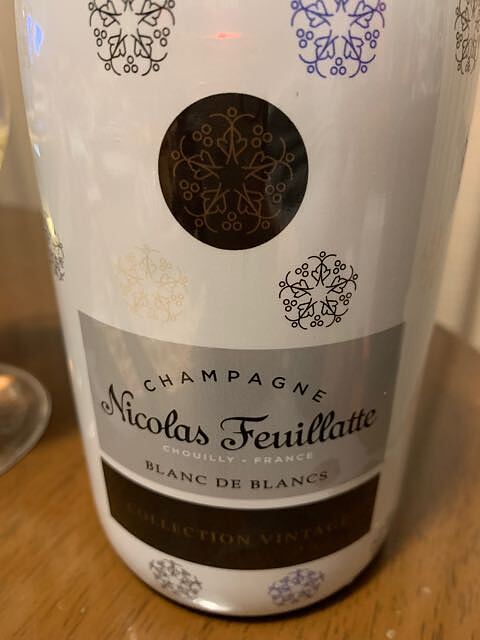 CHAMPAGNE
Nicolas Feuillatte
CHOUILLY - FRANCE
BLANC DE BLANCS
COLLECTION VINTAGE